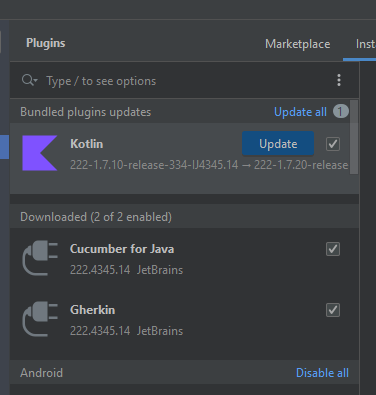 Plugins
Marketplace Inst
Type / to see options
Bundled plugins updates Update all 1
Kotlin Update
222-1.7.10-release-334-IJ4345.14 → 222-1.7.20-release
Downloaded (2 of 2 enabled)
Cucumber for Java
222.4345.14 JetBrains
Gherkin
222.4345.14 JetBrains
Android Disable all